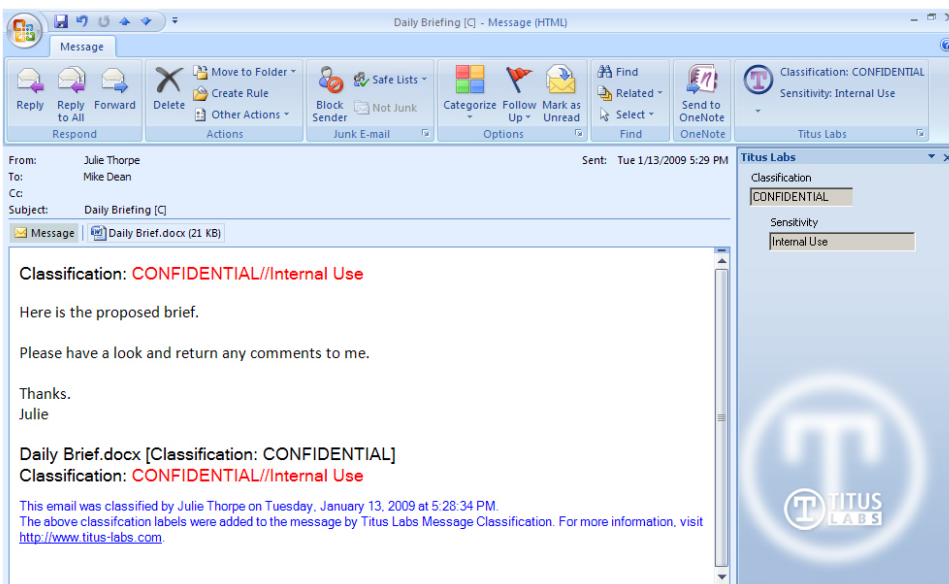 Daily Briefing [C] - Message (HTML)
Message
Reply
Reply to All
Forward
Respond
Delete
Move to Folder
Create Rule
Other Actions
Actions
Block Sender
Safe Lists
Not Junk
Junk E-mail
Categorize
Follow Up
Mark as Unread
Options
Find
Related
Select
Find
Send to OneNote
OneNote
Classification: CONFIDENTIAL
Sensitivity: Internal Use
Titus Labs
From: Julie Thorpe
Sent: Tue 1/13/2009 5:29 PM
To: Mike Dean
Cc:
Subject: Daily Briefing [C]
Message
Daily Brief.docx (21 KB)
Classification: CONFIDENTIAL//Internal Use
Here is the proposed brief.
Please have a look and return any comments to me.
Thanks.
Julie
Daily Brief.docx [Classification: CONFIDENTIAL]
Classification: CONFIDENTIAL//Internal Use
This email was classified by Julie Thorpe on Tuesday, January 13, 2009 at 5:28:34 PM.
The above classifcation labels were added to the message by Titus Labs Message Classification. For more information, visit
http://www.titus-labs.com.
Titus Labs
Classification
CONFIDENTIAL
Sensitivity
Internal Use
TITUS
LABS